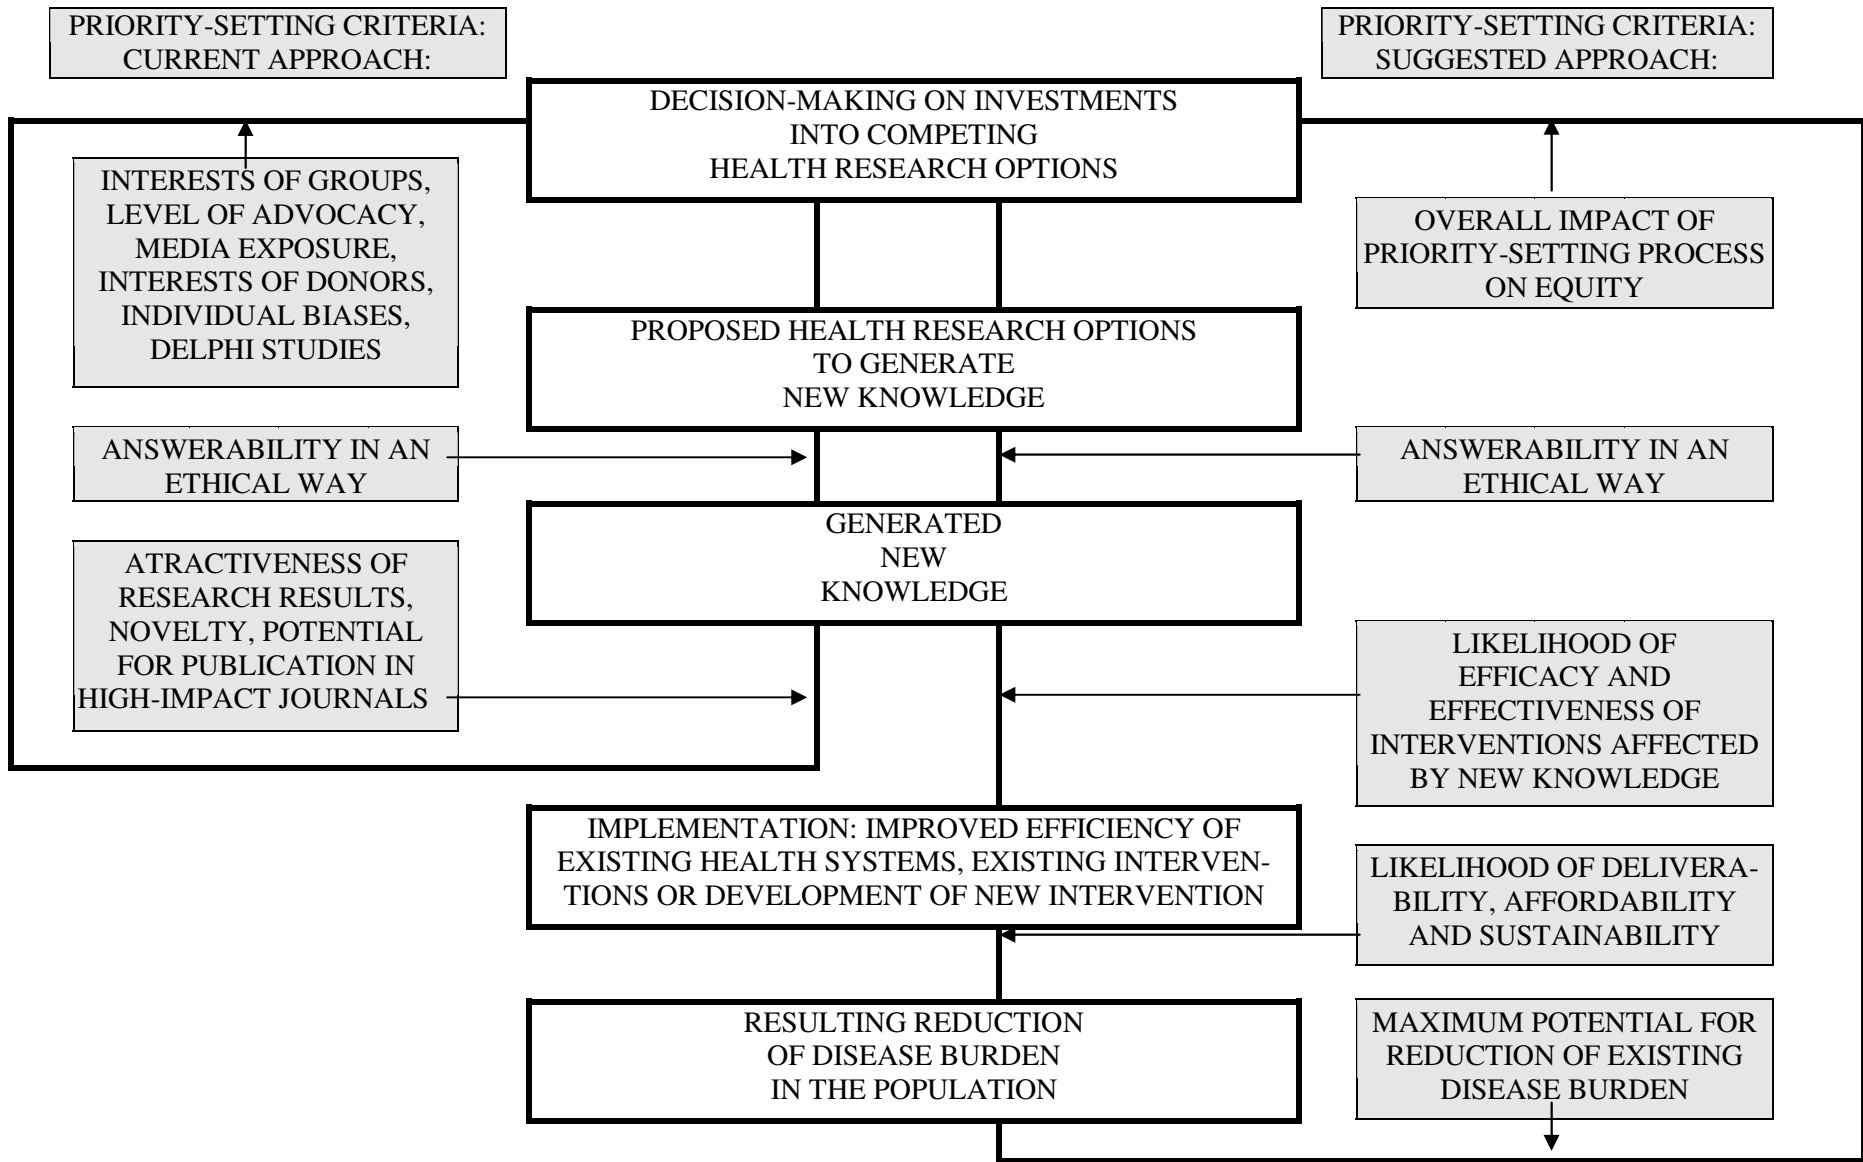 PRIORITY-SETTING CRITERIA:
CURRENT APPROACH:
PRIORITY-SETTING CRITERIA:
SUGGESTED APPROACH:
DECISION-MAKING ON INVESTMENTS
INTO COMPETING
HEALTH RESEARCH OPTIONS
INTERESTS OF GROUPS,
LEVEL OF ADVOCACY,
MEDIA EXPOSURE,
INTERESTS OF DONORS,
INDIVIDUAL BIASES,
DELPHI STUDIES
OVERALL IMPACT OF
PRIORITY-SETTING PROCESS
ON EQUITY
PROPOSED HEALTH RESEARCH OPTIONS
TO GENERATE
NEW KNOWLEDGE
ANSWERABILITY IN AN
ETHICAL WAY
ANSWERABILITY IN AN
ETHICAL WAY
GENERATED
NEW
KNOWLEDGE
ATRACTIVENESS OF
RESEARCH RESULTS,
NOVELTY, POTENTIAL
FOR PUBLICATION IN
HIGH-IMPACT JOURNALS
LIKELIHOOD OF
EFFICACY AND
EFFECTIVENESS OF
INTERVENTIONS AFFECTED
BY NEW KNOWLEDGE
IMPLEMENTATION: IMPROVED EFFICIENCY OF
EXISTING HEALTH SYSTEMS, EXISTING INTERVEN-
TIONS OR DEVELOPMENT OF NEW INTERVENTION
LIKELIHOOD OF DELIVERA-
BILITY, AFFORDABILITY
AND SUSTAINABILITY
RESULTING REDUCTION
OF DISEASE BURDEN
IN THE POPULATION
MAXIMUM POTENTIAL FOR
REDUCTION OF EXISTING
DISEASE BURDEN